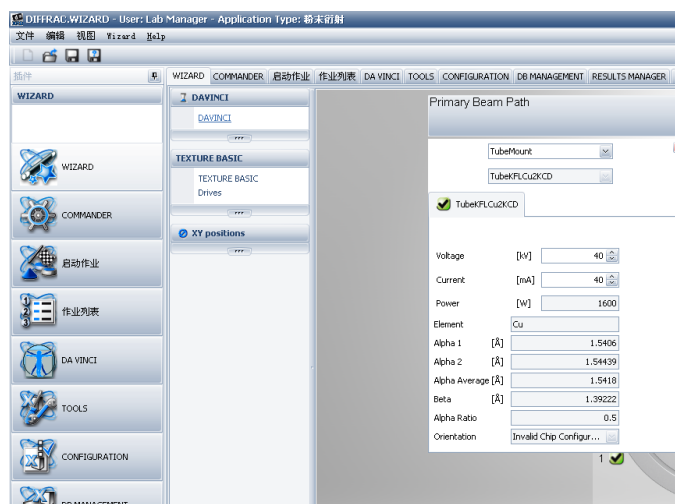 DIFFRAC.WIZARD - User: Lab Manager - Application Type: 粉末衍射
文件 编辑 视图 Wizard Help
插件
WIZARD COMMANDER 启动作业 作业列表 DA VINCI TOOLS CONFIGURATION DB MANAGEMENT RESULTS MANAGER
WIZARD
WIZARD
COMMANDER
启动作业
作业列表
DA VINCI
TOOLS
CONFIGURATION
DB MANAGEMENT
DAVINCI
DAVINCI
TEXTURE BASIC
TEXTURE BASIC
Drives
XY positions
Primary Beam Path
TubeMount
TubeKFLCu2KCD
TubeKFLCu2KCD
Voltage [kV] 40
Current [mA] 40
Power [W] 1600
Element Cu
Alpha 1 [Å] 1.5406
Alpha 2 [Å] 1.54439
Alpha Average [Å] 1.5418
Beta [Å] 1.39222
Alpha Ratio 0.5
Orientation Invalid Chip Configur...
1